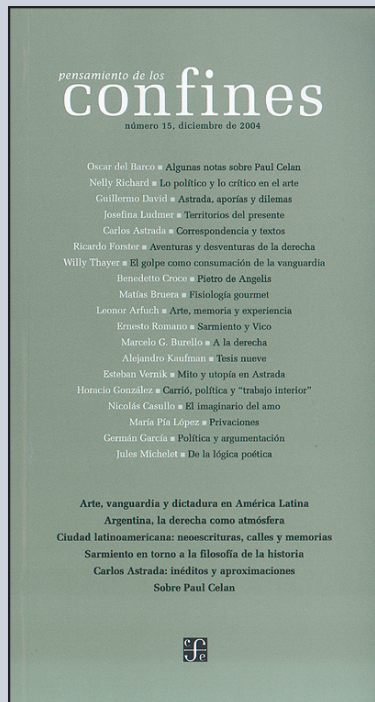 pensamiento de los
confines
número 15, diciembre de 2004
Oscar del Barco ■ Algunas notas sobre Paul Celan
Nelly Richard ■ Lo político y lo crítico en el arte
Guillermo David ■ Astrada, aporías y dilemas
Josefina Ludmer ■ Territorios del presente
Carlos Astrada ■ Correspondencia y textos
Ricardo Forster ■ Aventuras y desventuras de la derecha
Willy Thayer ■ El golpe como consumación de la vanguardia
Benedetto Croce ■ Pietro de Angelis
Matías Bruera ■ Fisiología gourmet
Leonor Arfuch ■ Arte, memoria y experiencia
Ernesto Romano ■ Sarmiento y Vico
Marcelo G. Burello ■ A la derecha
Alejandro Kaufman ■ Tesis nueve
Esteban Vernik ■ Mito y utopía en Astrada
Horacio González ■ Carrió, política y "trabajo interior"
Nicolás Casullo ■ El imaginario del amo
María Pía López ■ Privaciones
Germán García ■ Política y argumentación
Jules Michelet ■ De la lógica poética
Arte, vanguardia y dictadura en América Latina
Argentina, la derecha como atmósfera
Ciudad latinoamericana: neoescrituras, calles y memorias
Sarmiento en torno a la filosofía de la historia
Carlos Astrada: inéditos y aproximaciones
Sobre Paul Celan
c f e